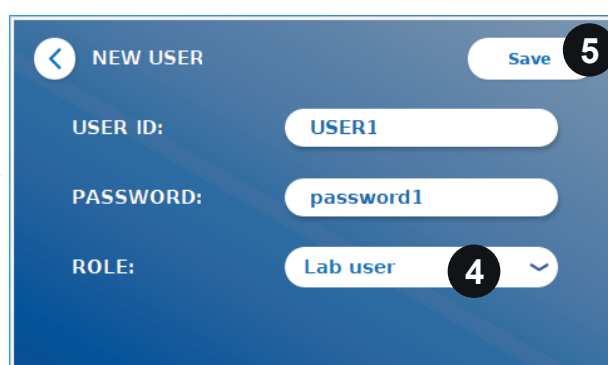 NEW USER
Save 5
USER ID: USER1
PASSWORD: password1
ROLE: Lab user 4